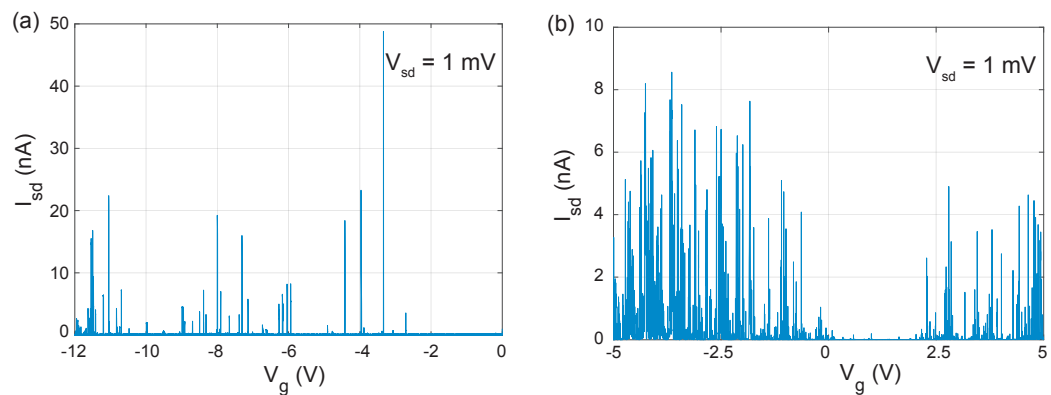 (a)
50
40
30
20
10
0
I_sd (nA)
V_sd = 1 mV
-12 -10 -8 -6 -4 -2 0
V_g (V)
(b)
10
8
6
4
2
0
I_sd (nA)
V_sd = 1 mV
-5 -2.5 0 2.5 5
V_g (V)